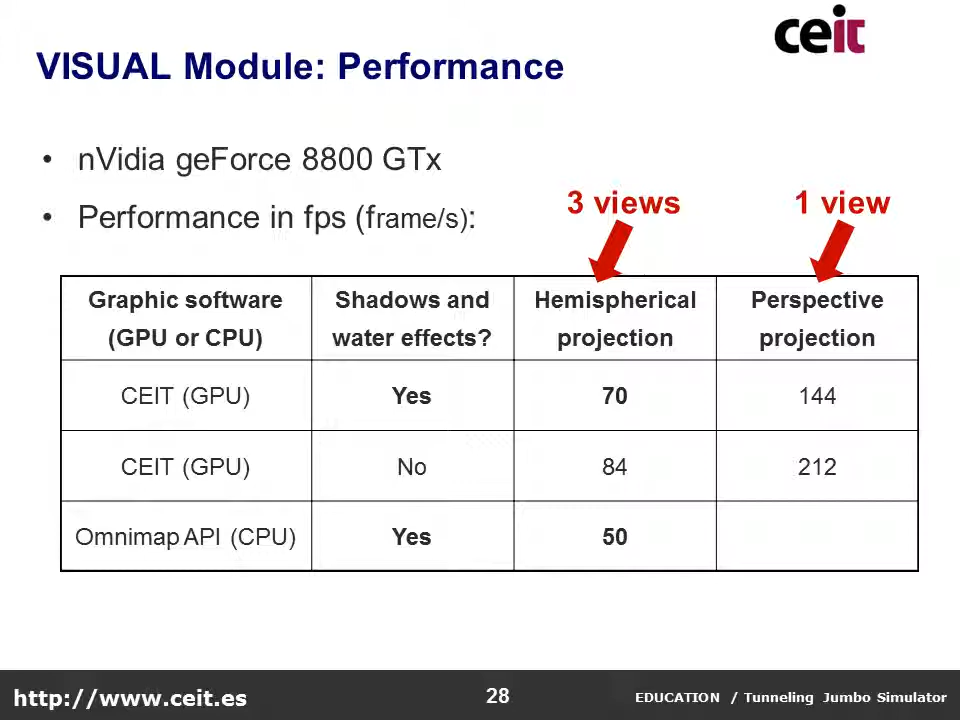 ceit
VISUAL Module: Performance
• nVidia geForce 8800 GTx
• Performance in fps (frame/s):
3 views
1 view
Graphic software (GPU or CPU)
Shadows and water effects?
Hemispherical projection
Perspective projection
CEIT (GPU) Yes 70 144
CEIT (GPU) No 84 212
Omnimap API (CPU) Yes 50
http://www.ceit.es
28
EDUCATION / Tunneling Jumbo Simulator